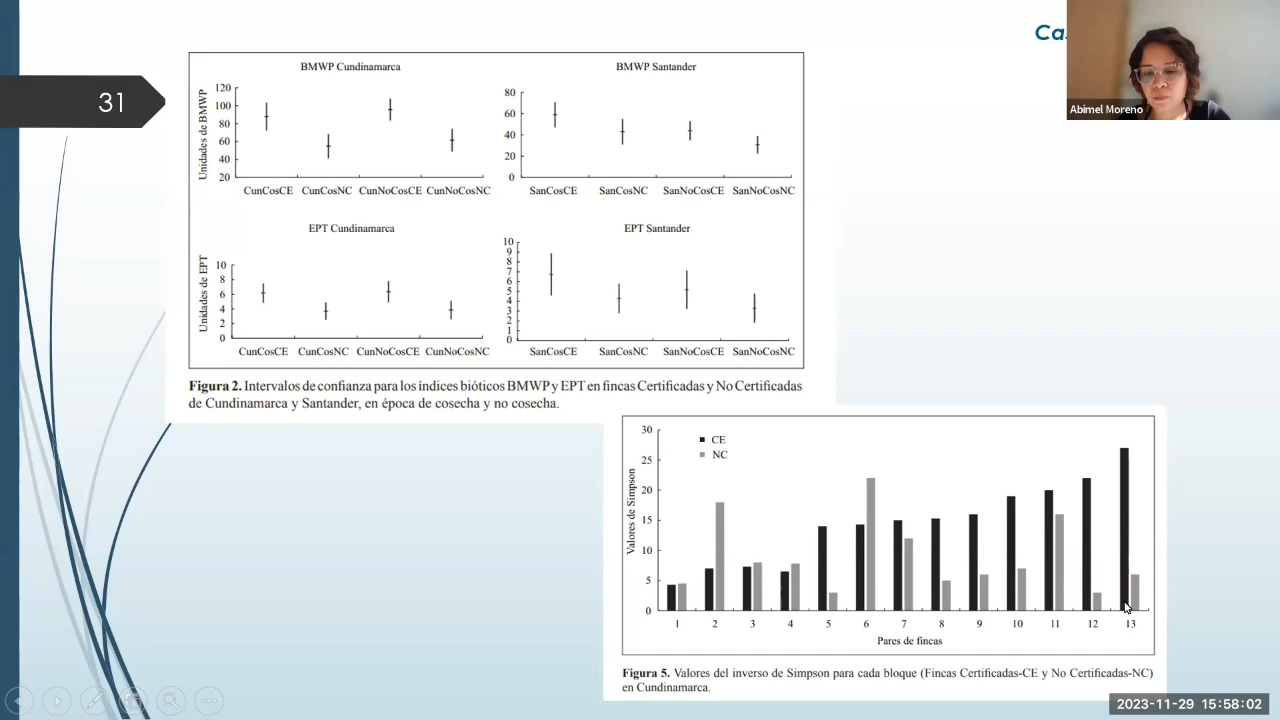 Ca
31
Abimel Moreno
BMWP Cundinamarca
Unidades de BMWP
120
100
80
60
40
20
CunCosCE CunCosNC CunNoCosCE CunNoCosNC
BMWP Santander
80
60
40
20
0
SanCosCE SanCosNC SanNoCosCE SanNoCosNC
EPT Cundinamarca
Unidades de EPT
10
8
6
4
2
0
CunCosCE CunCosNC CunNoCosCE CunNoCosNC
EPT Santander
10
9
8
7
6
5
4
3
2
1
0
SanCosCE SanCosNC SanNoCosCE SanNoCosNC
Figura 2. Intervalos de confianza para los índices bióticos BMWP y EPT en fincas Certificadas y No Certificadas
de Cundinamarca y Santander, en época de cosecha y no cosecha.
Valores de Simpson
30
25
20
15
10
5
0
CE
NC
1 2 3 4 5 6 7 8 9 10 11 12 13
Pares de fincas
Figura 5. Valores del inverso de Simpson para cada bloque (Fincas Certificadas-CE y No Certificadas-NC)
en Cundinamarca.
2023-11-29 15:58:02